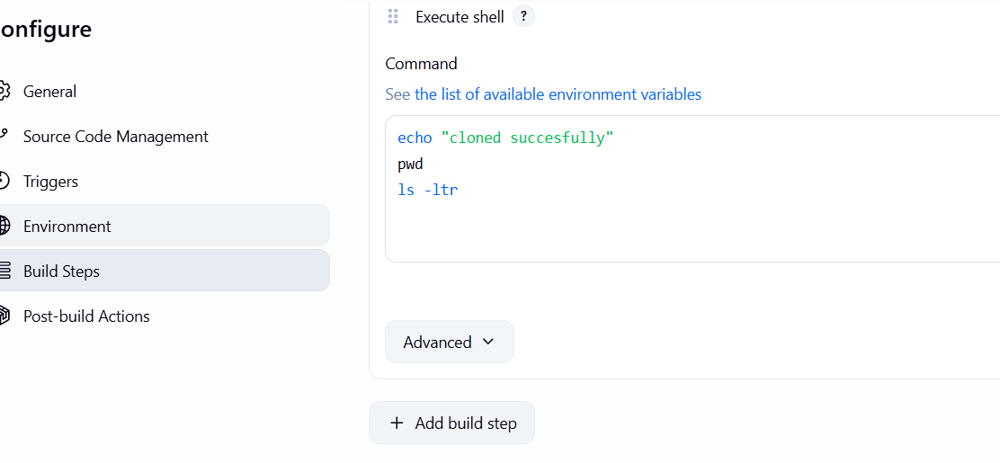 onfigure
General
Source Code Management
Triggers
Environment
Build Steps
Post-build Actions
Execute shell ?
Command
See the list of available environment variables
echo "cloned succesfully"
pwd
ls -ltr
Advanced
+ Add build step